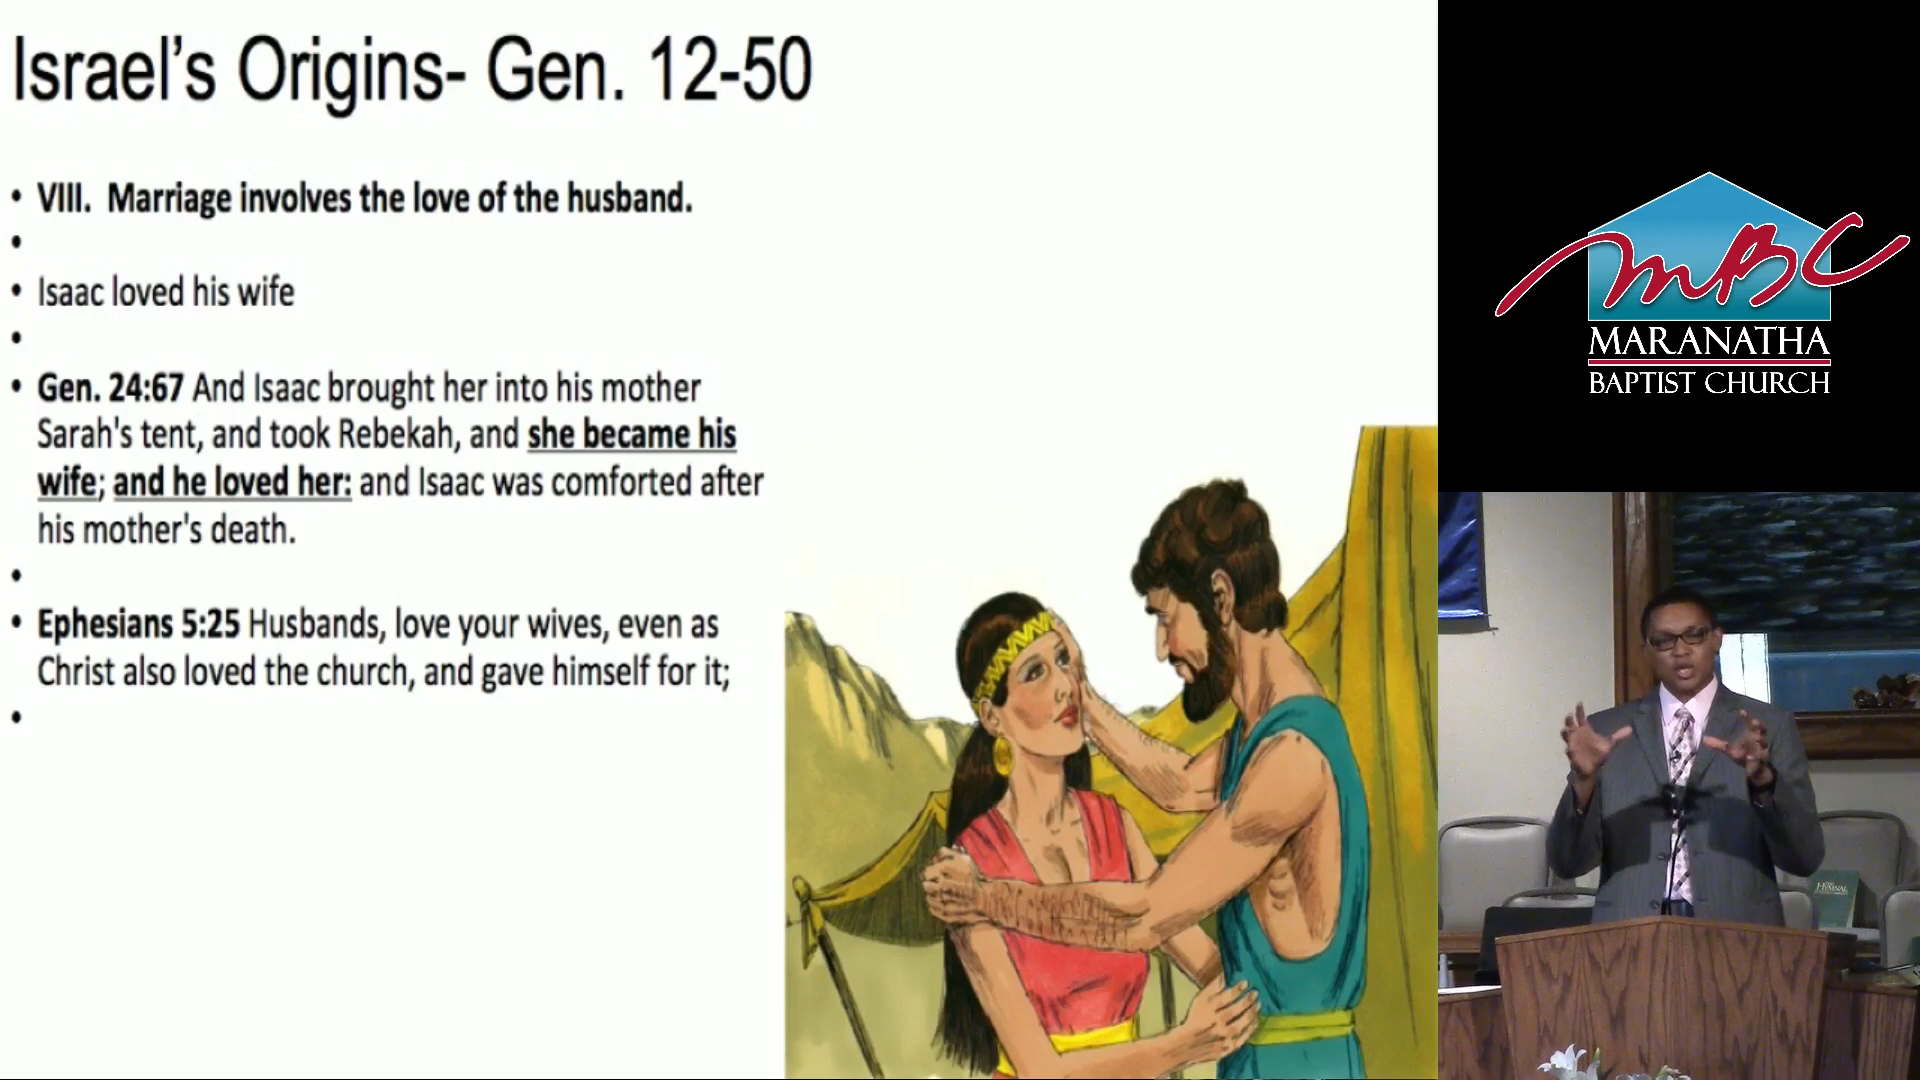 Israel's Origins- Gen. 12-50
• VIII.  Marriage involves the love of the husband.
•
• Isaac loved his wife
•
• Gen. 24:67 And Isaac brought her into his mother
Sarah's tent, and took Rebekah, and she became his
wife; and he loved her: and Isaac was comforted after
his mother's death.
•
• Ephesians 5:25 Husbands, love your wives, even as
Christ also loved the church, and gave himself for it;
•
MBC
MARANATHA
BAPTIST CHURCH
HYMNAL